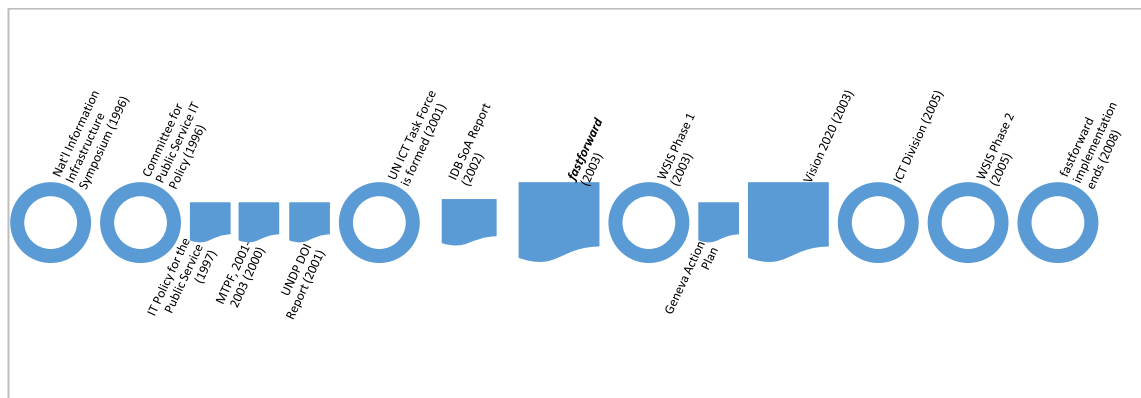 Nat'l Information
Infrastructure
Symposium (1996)
Committee for
Public Service IT
Policy (1996)
IT Policy for the
Public Service
(1997)
MTPF, 2001-
2003 (2000)
UNDP DOI
Report (2001)
UN ICT Task Force
is formed (2001)
IDB SoA Report
(2002)
fastforward
(2003)
WSIS Phase 1
(2003)
Geneva Action
Plan
Vision 2020 (2003)
ICT Division (2005)
WSIS Phase 2
(2005)
fastforward
implementation
ends (2008)